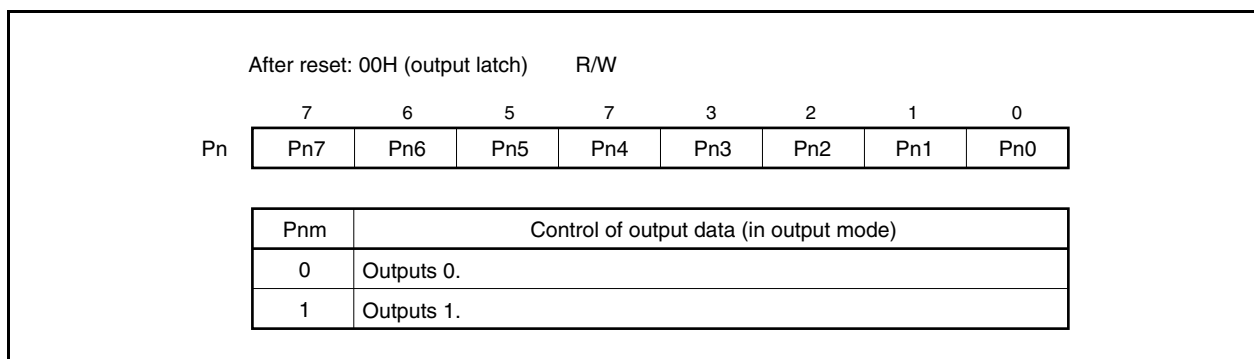 After reset: 00H (output latch) R/W
7 6 5 7 3 2 1 0
Pn Pn7 Pn6 Pn5 Pn4 Pn3 Pn2 Pn1 Pn0
Pnm Control of output data (in output mode)
0 Outputs 0.
1 Outputs 1.